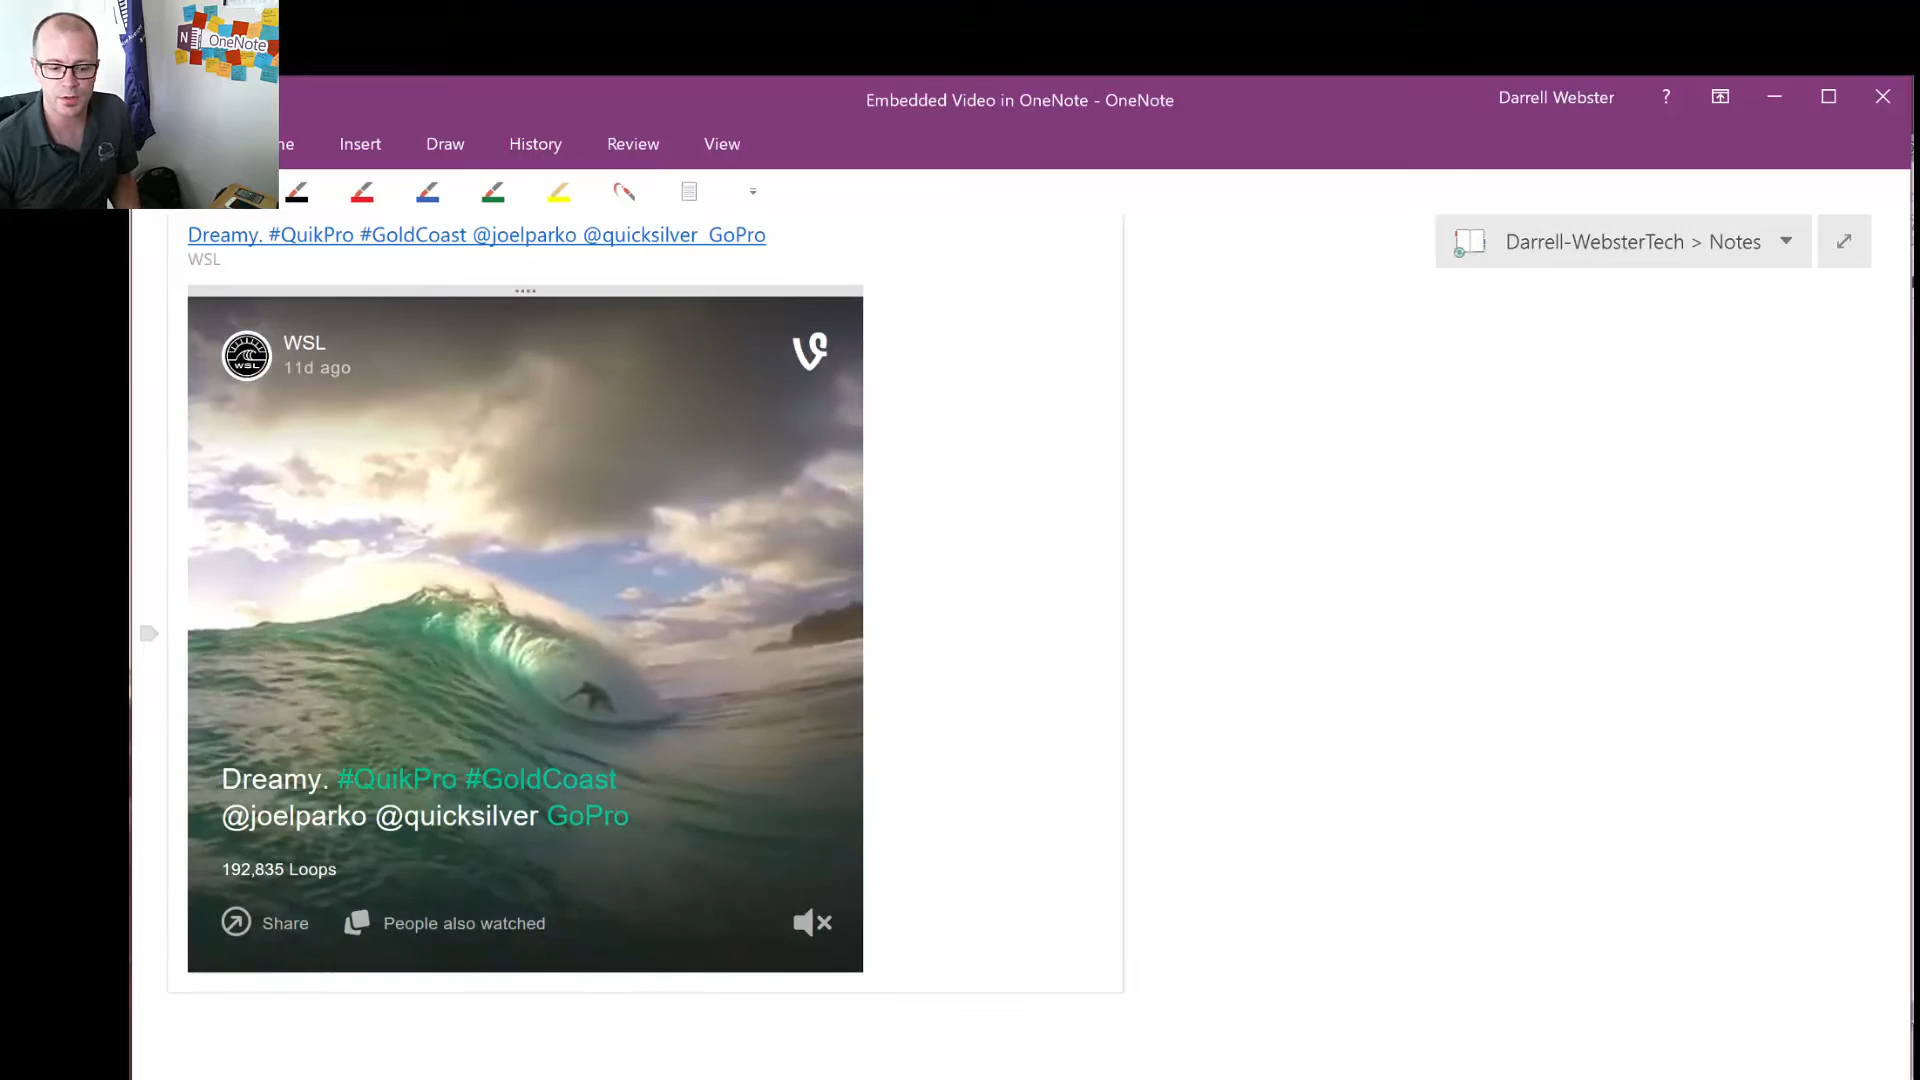 N OneNote
Embedded Video in OneNote - OneNote
Darrell Webster
?
me Insert Draw History Review View
Dreamy. #QuikPro #GoldCoast @joelparko @quicksilver GoPro
WSL
Darrell-WebsterTech > Notes
WSL
WSL
11d ago
Dreamy. #QuikPro #GoldCoast
@joelparko @quicksilver GoPro
192,835 Loops
Share People also watched